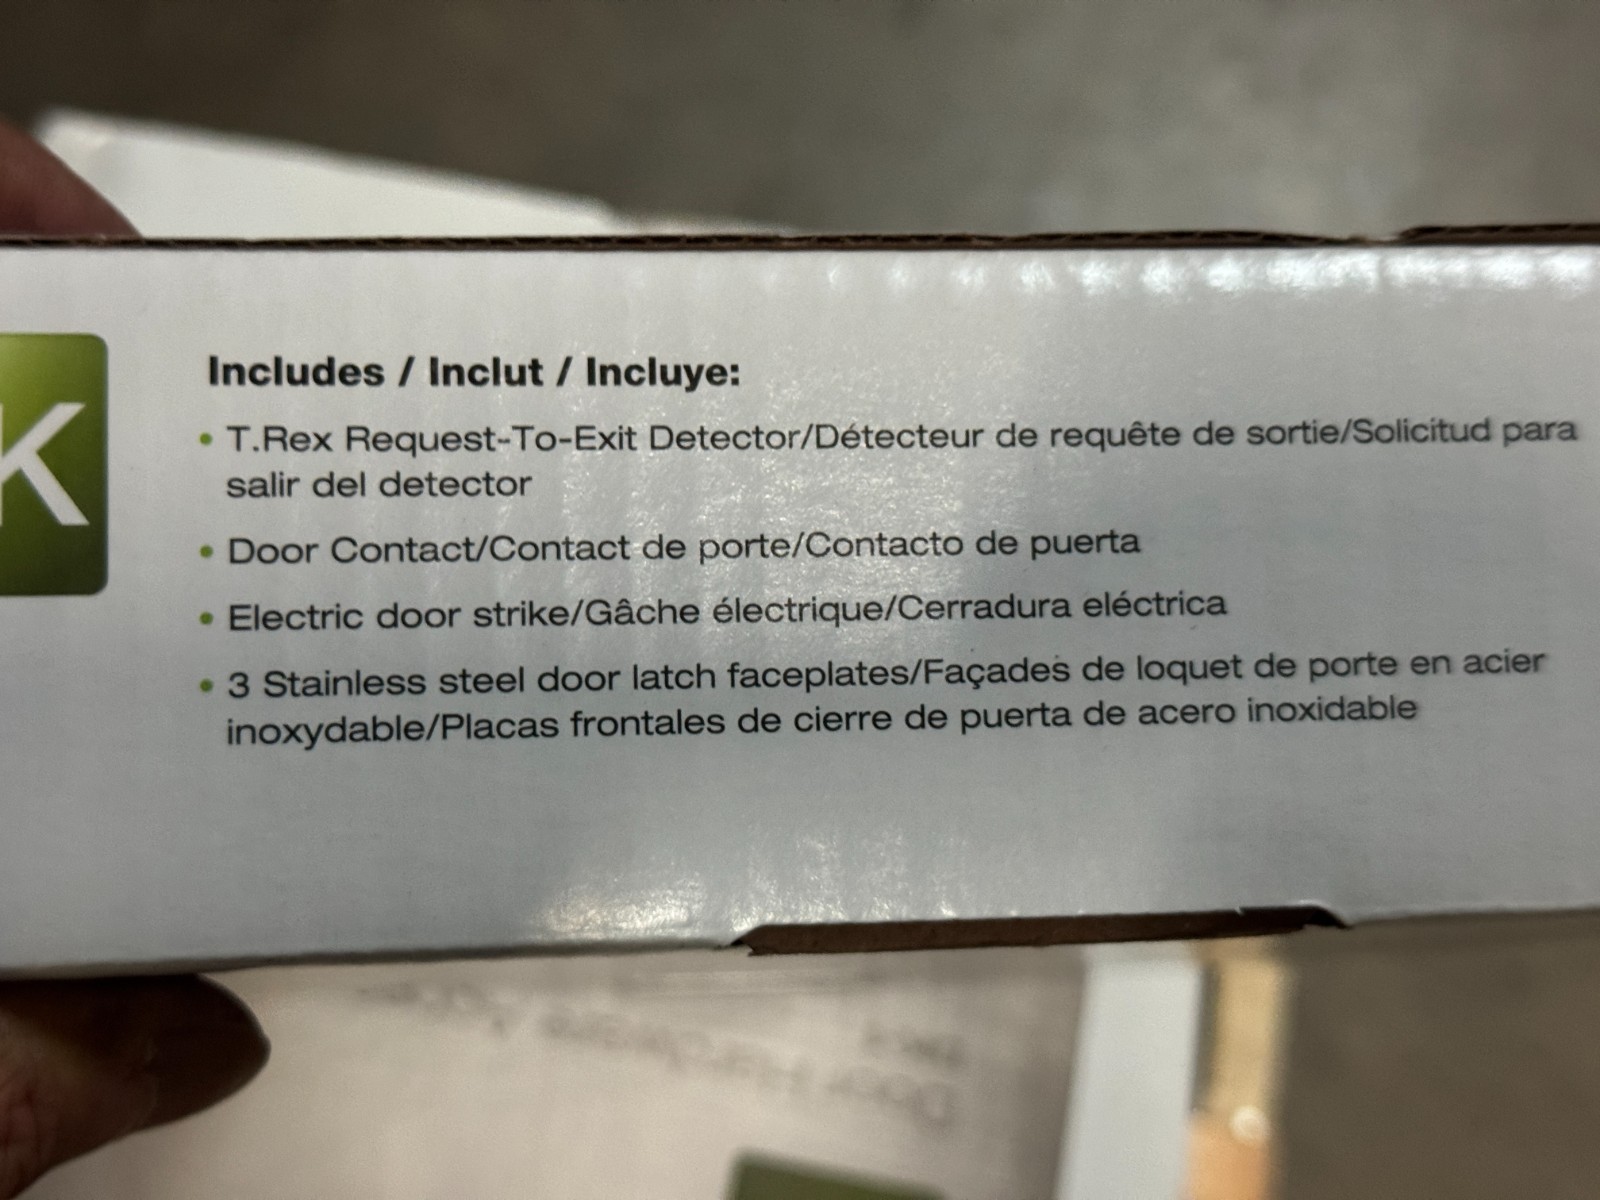 K
Includes / Inclut / Incluye:
• T.Rex Request-To-Exit Detector/Détecteur de requête de sortie/Solicitud para
salir del detector
• Door Contact/Contact de porte/Contacto de puerta
• Electric door strike/Gâche électrique/Cerradura eléctrica
• 3 Stainless steel door latch faceplates/Façades de loquet de porte en acier
inoxydable/Placas frontales de cierre de puerta de acero inoxidable